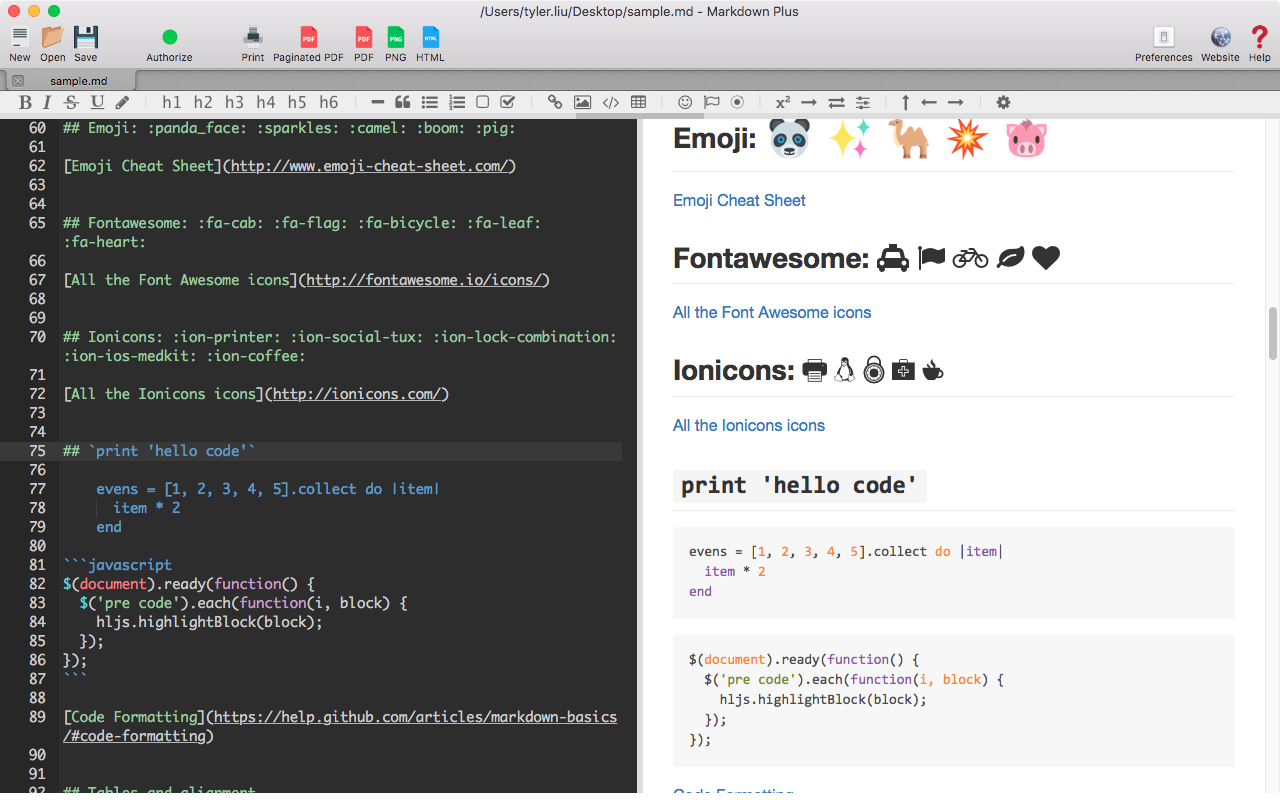 /Users/tyler.liu/Desktop/sample.md - Markdown Plus
New Open Save Authorize Print Paginated PDF PDF PNG HTML Preferences Website Help
PDF PDF PNG HTML
sample.md
B I S U h1 h2 h3 h4 h5 h6 x²
60 ## Emoji: :panda_face: :sparkles: :camel: :boom: :pig:
61
62 [Emoji Cheat Sheet](http://www.emoji-cheat-sheet.com/)
63
64
65 ## Fontawesome: :fa-cab: :fa-flag: :fa-bicycle: :fa-leaf:
:fa-heart:
66
67 [All the Font Awesome icons](http://fontawesome.io/icons/)
68
69
70 ## Ionicons: :ion-printer: :ion-social-tux: :ion-lock-combination:
:ion-ios-medkit: :ion-coffee:
71
72 [All the Ionicons icons](http://ionicons.com/)
73
74
75 ## `print 'hello code'`
76
77     evens = [1, 2, 3, 4, 5].collect do |item|
78       item * 2
79     end
80
81 ```javascript
82 $(document).ready(function() {
83   $('pre code').each(function(i, block) {
84     hljs.highlightBlock(block);
85   });
86 });
87 ```
88
89 [Code Formatting](https://help.github.com/articles/markdown-basics
/#code-formatting)
90
91
92 ## Tables and alignment
Emoji:
Emoji Cheat Sheet
Fontawesome:
All the Font Awesome icons
Ionicons:
All the Ionicons icons
print 'hello code'
evens = [1, 2, 3, 4, 5].collect do |item|
  item * 2
end
$(document).ready(function() {
  $('pre code').each(function(i, block) {
    hljs.highlightBlock(block);
  });
});
Code Formatting